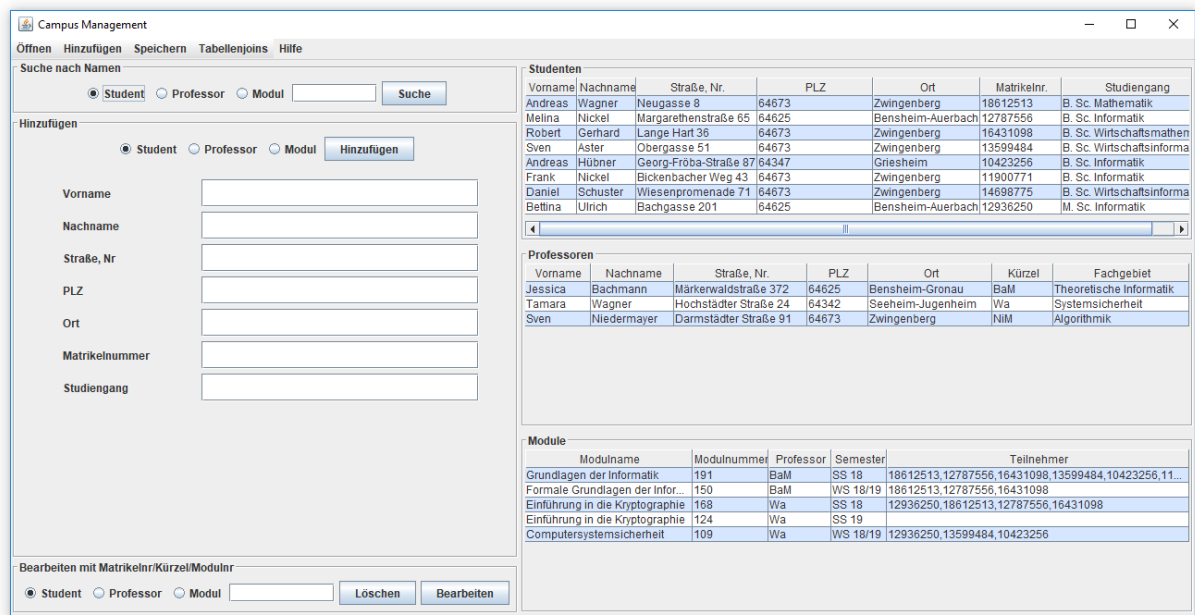 Campus Management
Öffnen Hinzufügen Speichern Tabellenjoins Hilfe
Suche nach Namen
Student Professor Modul Suche
Hinzufügen
Student Professor Modul Hinzufügen
Vorname
Nachname
Straße, Nr
PLZ
Ort
Matrikelnummer
Studiengang
Bearbeiten mit Matrikelnr/Kürzel/Modulnr
Student Professor Modul Löschen Bearbeiten
Studenten
Vorname Nachname Straße, Nr. PLZ Ort Matrikelnr. Studiengang
Andreas Wagner Neugasse 8 64673 Zwingenberg 18612513 B. Sc. Mathematik
Melina Nickel Margarethenstraße 65 64625 Bensheim-Auerbach 12787556 B. Sc. Informatik
Robert Gerhard Lange Hart 36 64673 Zwingenberg 16431098 B. Sc. Wirtschaftsmathem
Sven Aster Obergasse 51 64673 Zwingenberg 13599484 B. Sc. Wirtschaftsinforma
Andreas Hübner Georg-Fröba-Straße 87 64347 Griesheim 10423256 B. Sc. Informatik
Frank Nickel Bickenbacher Weg 43 64673 Zwingenberg 11900771 B. Sc. Informatik
Daniel Schuster Wiesenpromenade 71 64673 Zwingenberg 14698775 B. Sc. Wirtschaftsinforma
Bettina Ulrich Bachgasse 201 64625 Bensheim-Auerbach 12936250 M. Sc. Informatik
Professoren
Vorname Nachname Straße, Nr. PLZ Ort Kürzel Fachgebiet
Jessica Bachmann Märkerwaldstraße 372 64625 Bensheim-Gronau BaM Theoretische Informatik
Tamara Wagner Hochstädter Straße 24 64342 Seeheim-Jugenheim Wa Systemsicherheit
Sven Niedermayer Darmstädter Straße 91 64673 Zwingenberg NiM Algorithmik
Module
Modulname Modulnummer Professor Semester Teilnehmer
Grundlagen der Informatik 191 BaM SS 18 18612513,12787556,16431098,13599484,10423256,11...
Formale Grundlagen der Infor... 150 BaM WS 18/19 18612513,12787556,16431098
Einführung in die Kryptographie 168 Wa SS 18 12936250,18612513,12787556,16431098
Einführung in die Kryptographie 124 Wa SS 19
Computersystemsicherheit 109 Wa WS 18/19 12936250,13599484,10423256